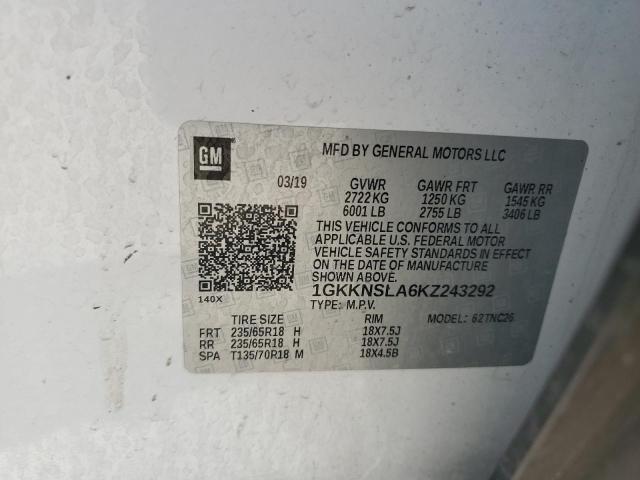 GM
MFD BY GENERAL MOTORS LLC
03/19 GVWR GAWR FRT GAWR RR
2722 KG 1250 KG 1545 KG
6001 LB 2755 LB 3406 LB
THIS VEHICLE CONFORMS TO ALL
APPLICABLE U.S. FEDERAL MOTOR
VEHICLE SAFETY STANDARDS IN
EFFECT ON THE DATE OF MANUFACTURE
SHOWN ABOVE.
140X 1GKKNSLA6KZ243292
TYPE: M.P.V.
TIRE SIZE RIM MODEL: 62TNC26
FRT 235/65R18 H 18X7.5J
RR 235/65R18 H 18X7.5J
SPA T135/70R18 M 18X4.5B